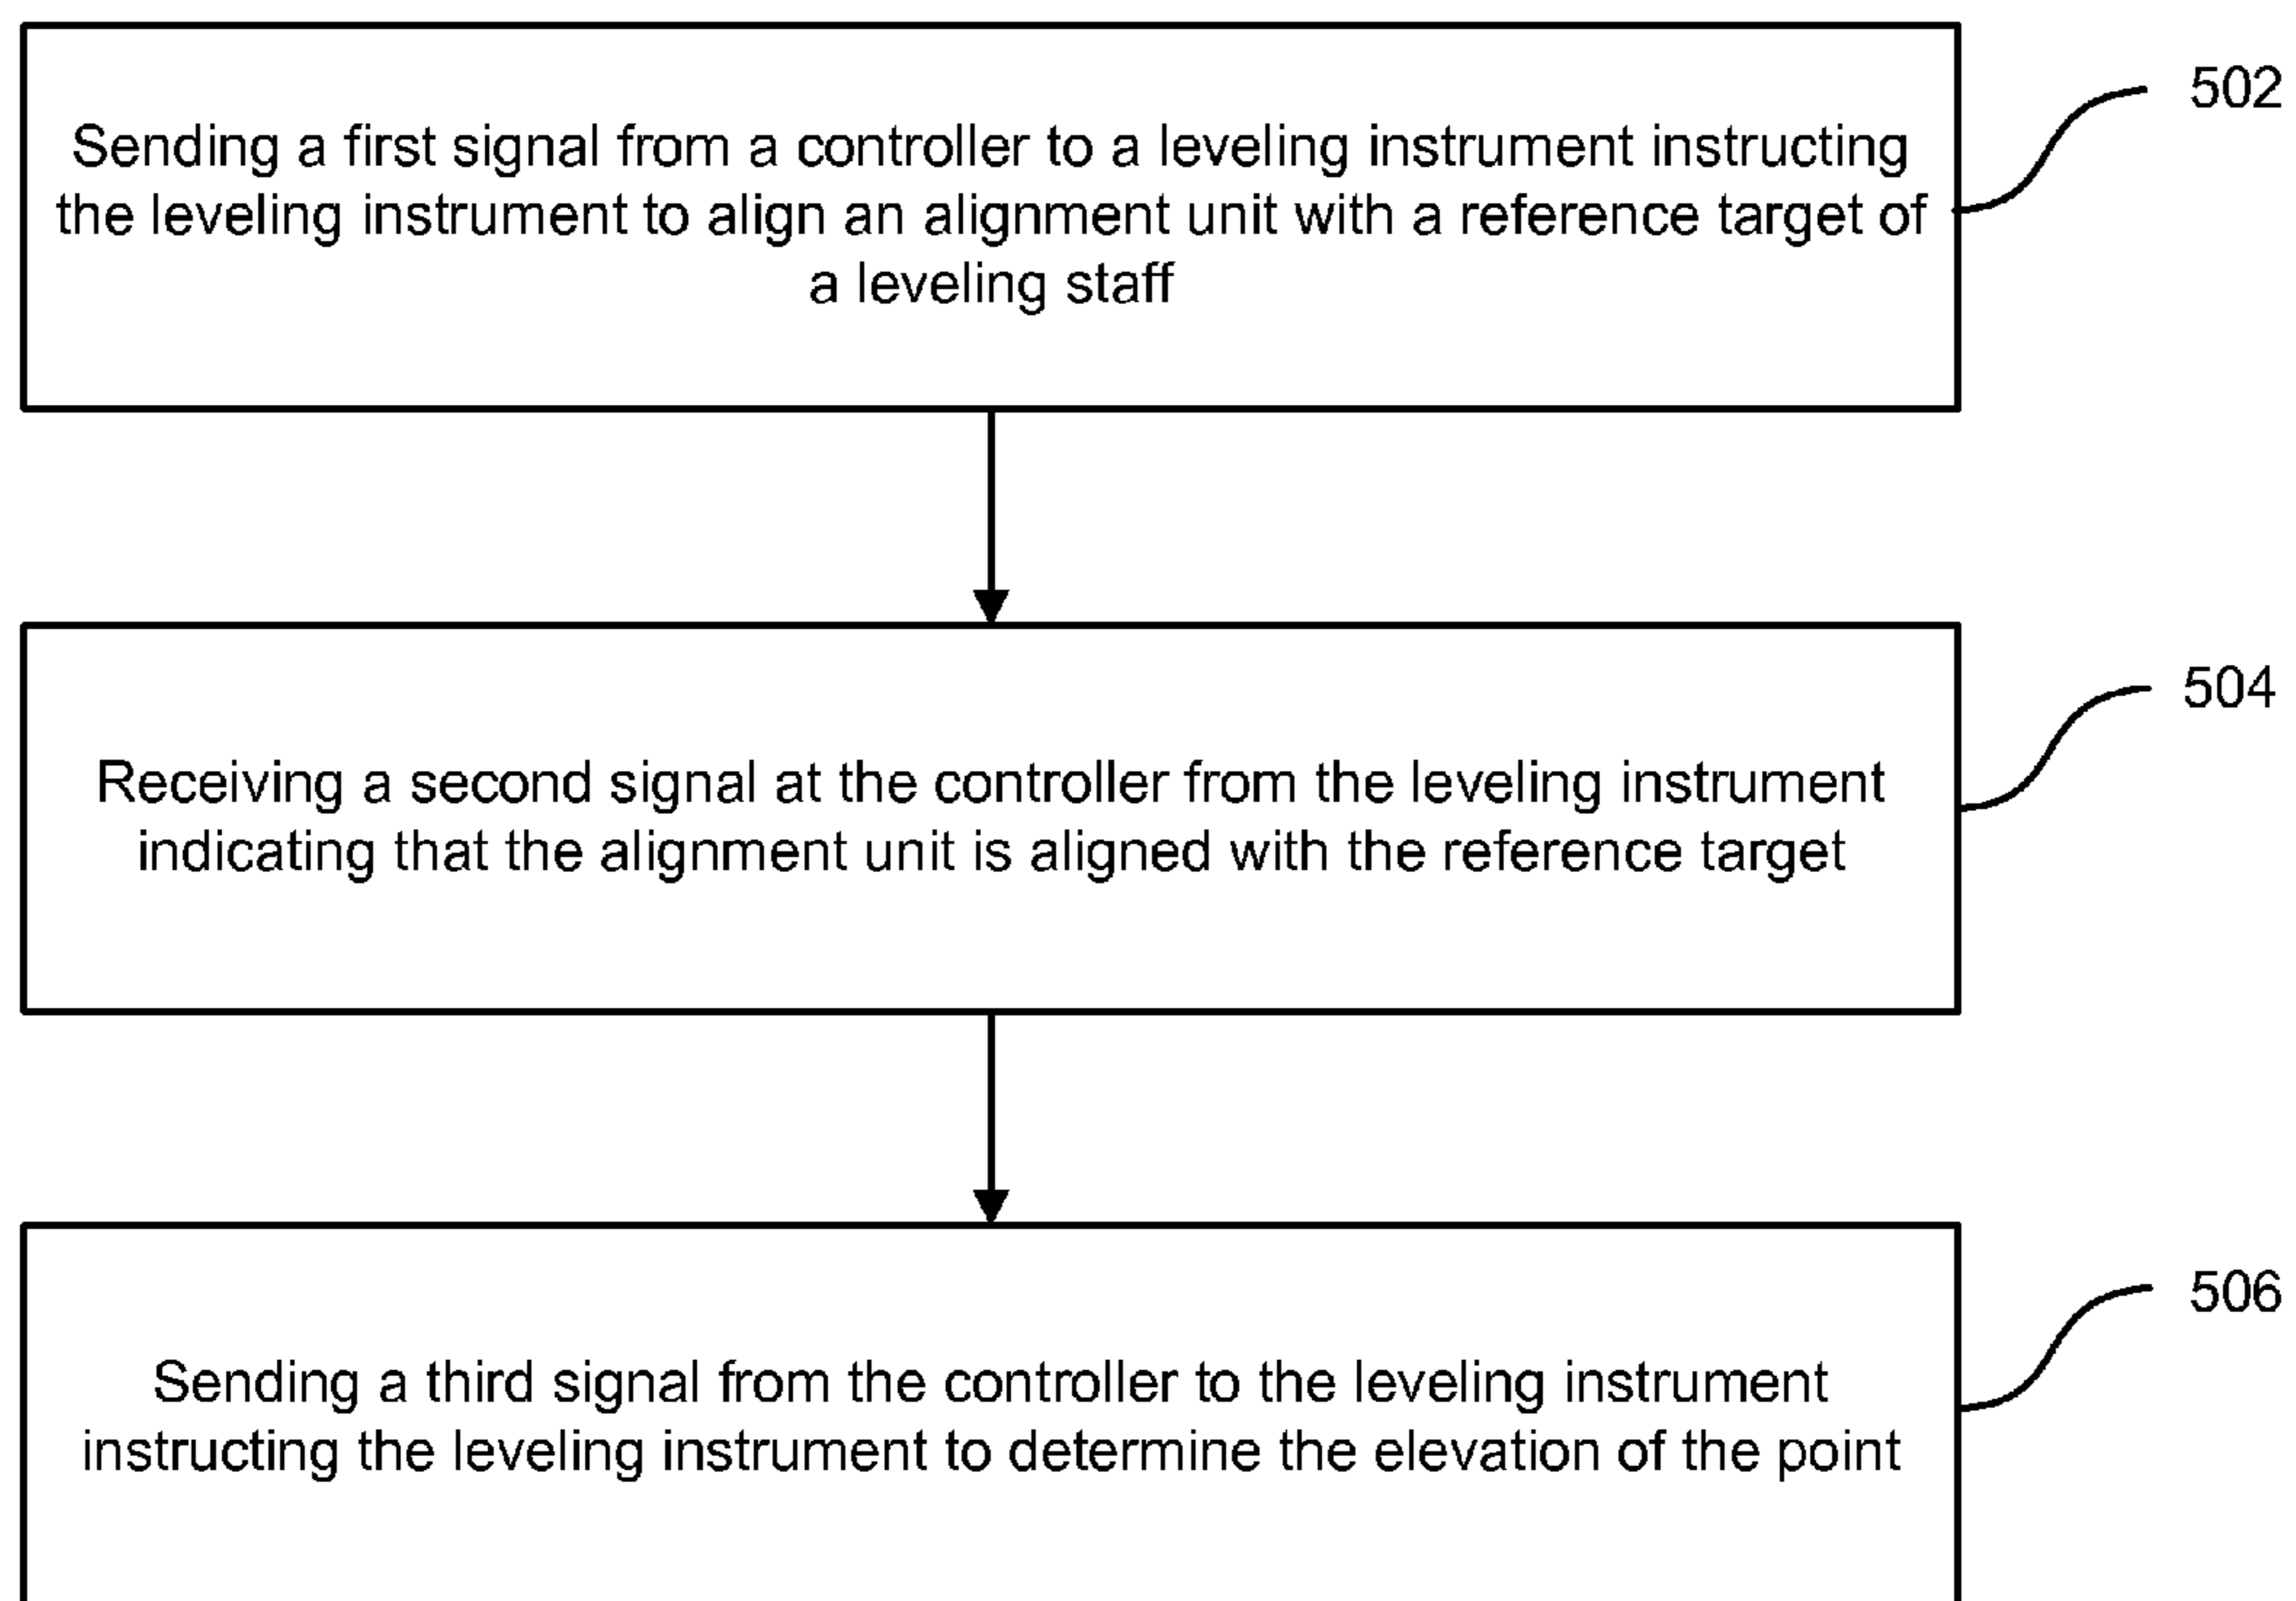 Sending a first signal from a controller to a leveling instrument instructing
the leveling instrument to align an alignment unit with a reference target of
a leveling staff
502
Receiving a second signal at the controller from the leveling instrument
indicating that the alignment unit is aligned with the reference target
504
Sending a third signal from the controller to the leveling instrument
instructing the leveling instrument to determine the elevation of the point
506